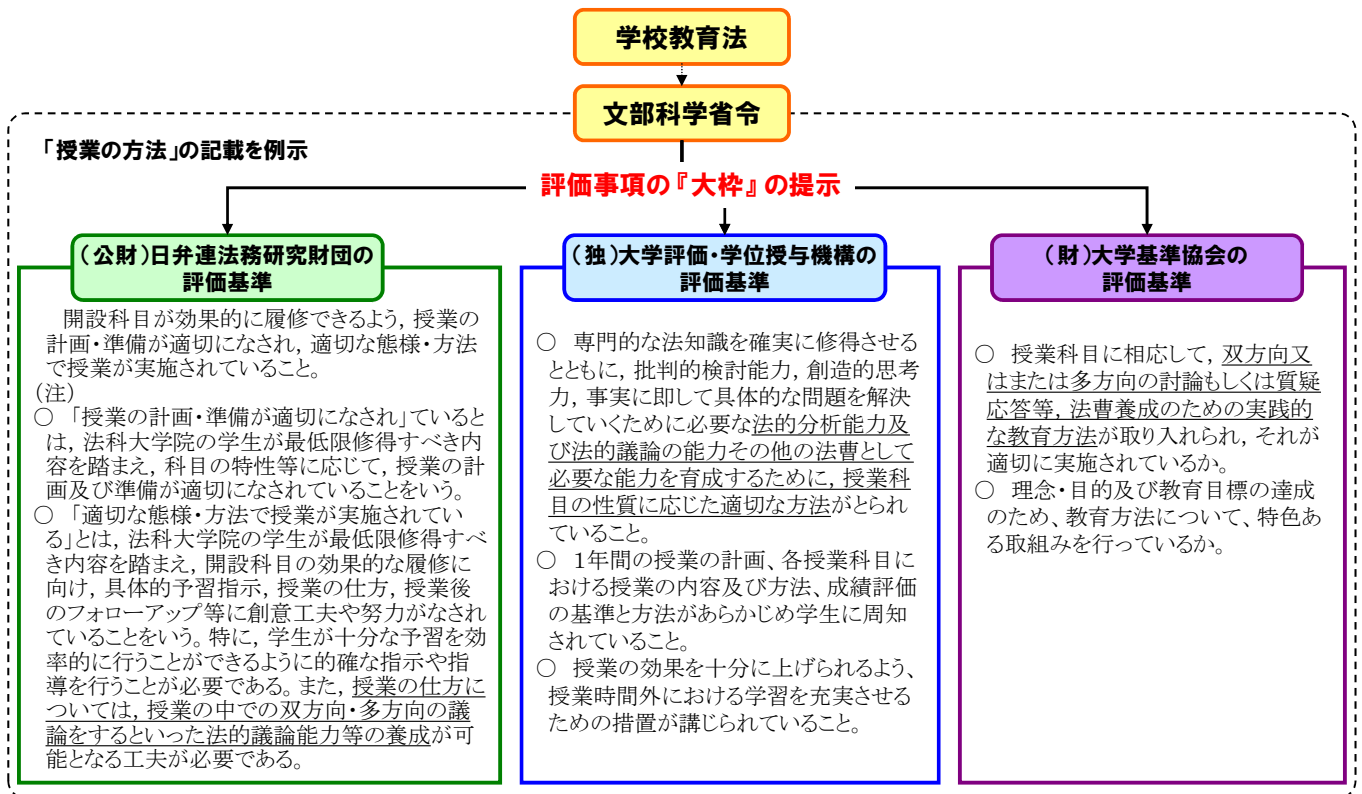 学校教育法
文部科学省令
「授業の方法」の記載を例示
評価事項の『大枠』の提示
(公財)日弁連法務研究財団の
評価基準
開設科目が効果的に履修できるよう,授業の
計画・準備が適切になされ,適切な態様・方法
で授業が実施されていること。
(注)
○ 「授業の計画・準備が適切になされ」ていると
は,法科大学院の学生が最低限修得すべき内
容を踏まえ,科目の特性等に応じて,授業の計
画及び準備が適切になされていることをいう。
○ 「適切な態様・方法で授業が実施されてい
る」とは,法科大学院の学生が最低限修得すべ
き内容を踏まえ,開設科目の効果的な履修に
向け,具体的予習指示,授業の仕方,授業後
のフォローアップ等に創意工夫や努力がなされ
ていることをいう。特に,学生が十分な予習を効
率的に行うことができるように的確な指示や指
導を行うことが必要である。また,授業の仕方に
ついては,授業の中での双方向・多方向の議
論をするといった法的議論能力等の養成が可
能となる工夫が必要である。
(独)大学評価・学位授与機構の
評価基準
○ 専門的な法知識を確実に修得させる
とともに,批判的検討能力,創造的思考
力,事実に即して具体的な問題を解決
していくために必要な法的分析能力及
び法的議論の能力その他の法曹として
必要な能力を育成するために,授業科
目の性質に応じた適切な方法がとられ
ていること。
○ 1年間の授業の計画、各授業科目に
おける授業の内容及び方法、成績評価
の基準と方法があらかじめ学生に周知
されていること。
○ 授業の効果を十分に上げられるよう、
授業時間外における学習を充実させる
ための措置が講じられていること。
(財)大学基準協会の
評価基準
○ 授業科目に相応して,双方向又
はまたは多方向の討論もしくは質疑
応答等,法曹養成のための実践的
な教育方法が取り入れられ,それが
適切に実施されているか。
○ 理念・目的及び教育目標の達成
のため、教育方法について、特色あ
る取組みを行っているか。